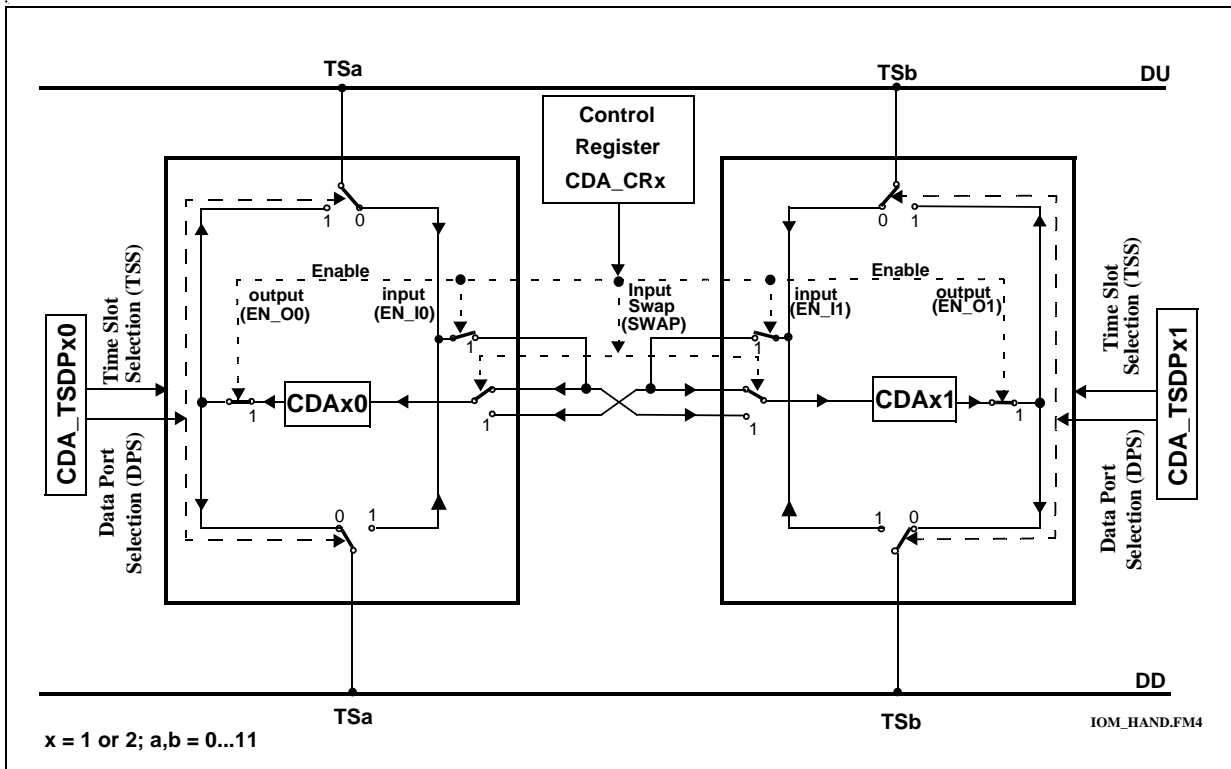 TSa
TSb
DU
Control
Register
CDA_CRx
1
0
0
1
Enable
Enable
output
(EN_O0)
input
(EN_I0)
Input
Swap
(SWAP)
input
(EN_I1)
output
(EN_O1)
Time Slot
Selection (TSS)
Time Slot
Selection (TSS)
CDA_TSDPx0
CDA_TSDPx1
1
1
1
CDAx0
1
1
CDAx1
1
Data Port
Selection (DPS)
Data Port
Selection (DPS)
0
1
1
0
DD
TSa
TSb
IOM_HAND.FM4
x = 1 or 2; a,b = 0...11